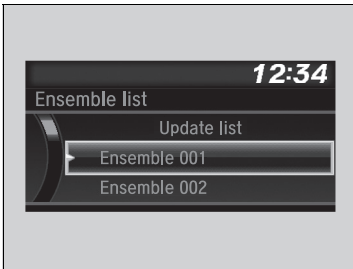 12:34
Ensemble list
Update list
Ensemble 001
Ensemble 002